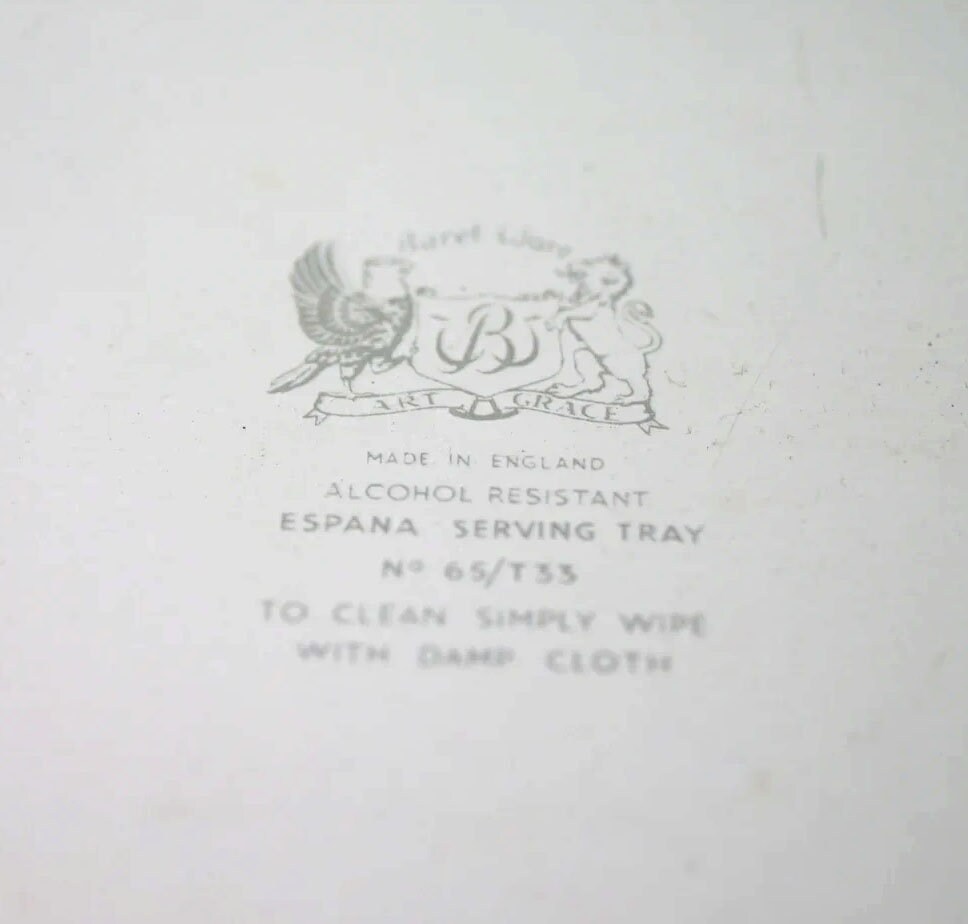 Baret Ware
BW
ART GRACE
MADE IN ENGLAND
ALCOHOL RESISTANT
ESPANA SERVING TRAY
Nº 65/T33
TO CLEAN SIMPLY WIPE
WITH DAMP CLOTH